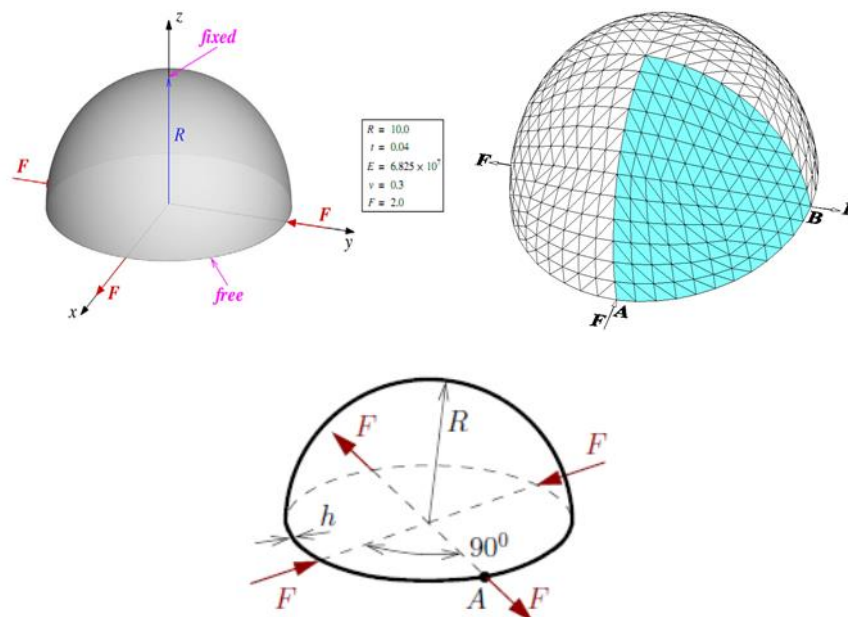 z
fixed
R
F
F
y
F
x
free
R = 10.0
t = 0.04
E = 6.825 × 10⁷
ν = 0.3
F = 2.0
F
B
F
A
F
R
F
h
90⁰
F
A
F